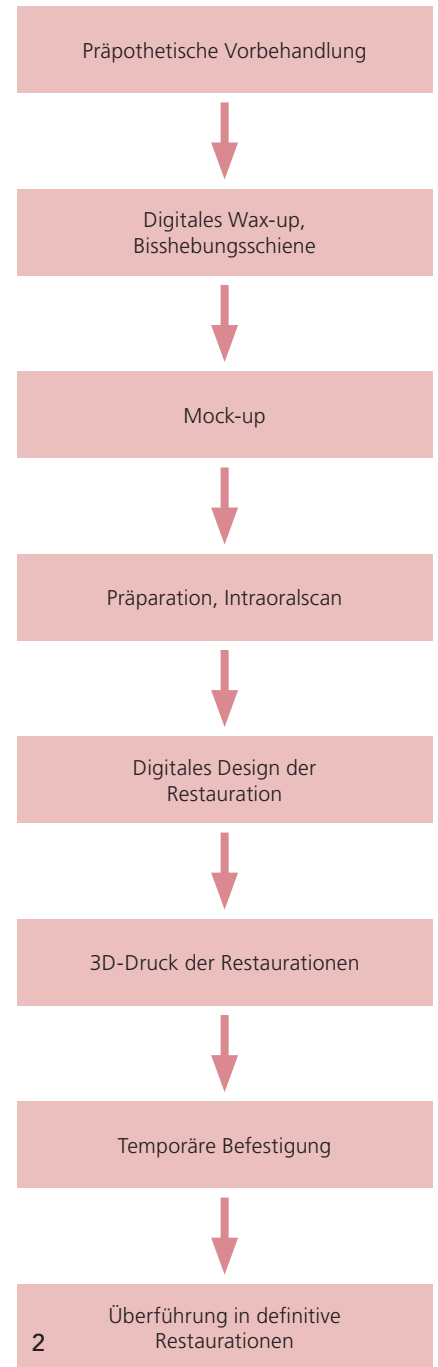 Präpothetische Vorbehandlung
Digitales Wax-up,
Bisshebungsschiene
Mock-up
Präparation, Intraoralscan
Digitales Design der
Restauration
3D-Druck der Restaurationen
Temporäre Befestigung
Überführung in definitive
Restaurationen
2